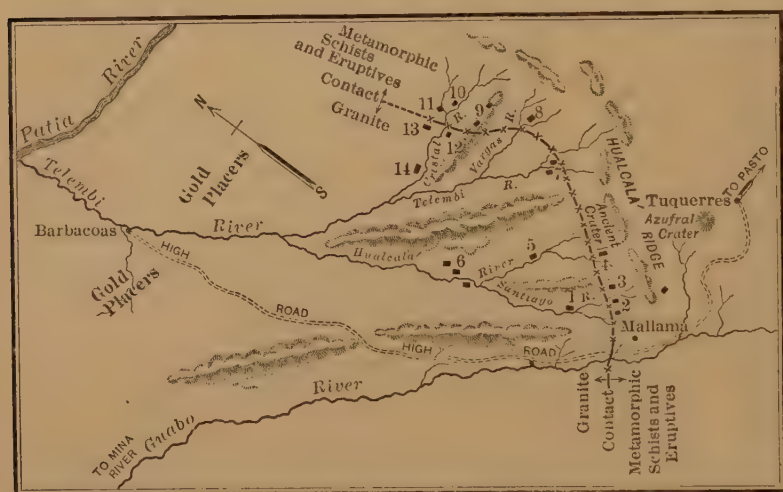 Metamorphic
Schists
and Eruptives
Contact
Granite
Patia River
N
S
Gold Placers
11
10
9
8
13
12
14
Cristal R.
Vargas R.
7
Telembi R.
Telembi
River
Barbacoas
Gold Placers
HIGH
ROAD
Hualcala
River
6
5
Santiago R.
1
Ancient
Crater
4
3
2
HUALCALA RIDGE
Tuquerres
TO PASTO
Azufral
Crater
Mallama
HIGH
ROAD
River
Guabo
TO MINA
RIVER
Granite
Contact
Metamorphic
Schists and
Eruptives